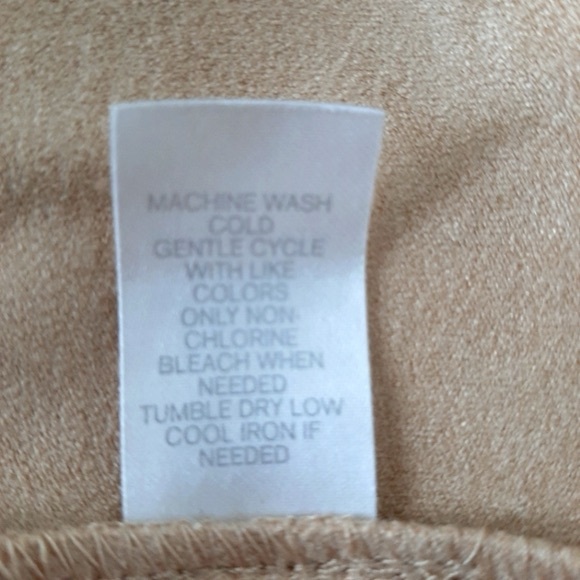 MACHINE WASH
COLD
GENTLE CYCLE
WITH LIKE
COLORS
ONLY NON-
CHLORINE
BLEACH WHEN
NEEDED
TUMBLE DRY LOW
COOL IRON IF
NEEDED